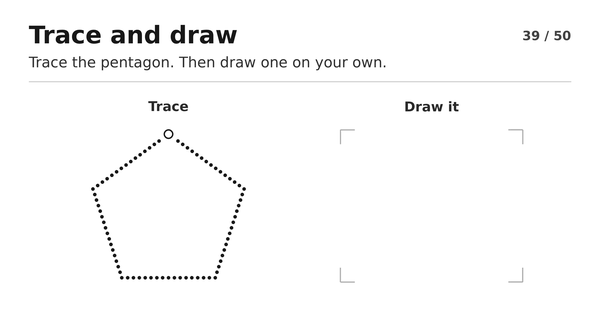 Trace and draw
39 / 50
Trace the pentagon. Then draw one on your own.
Trace
Draw it